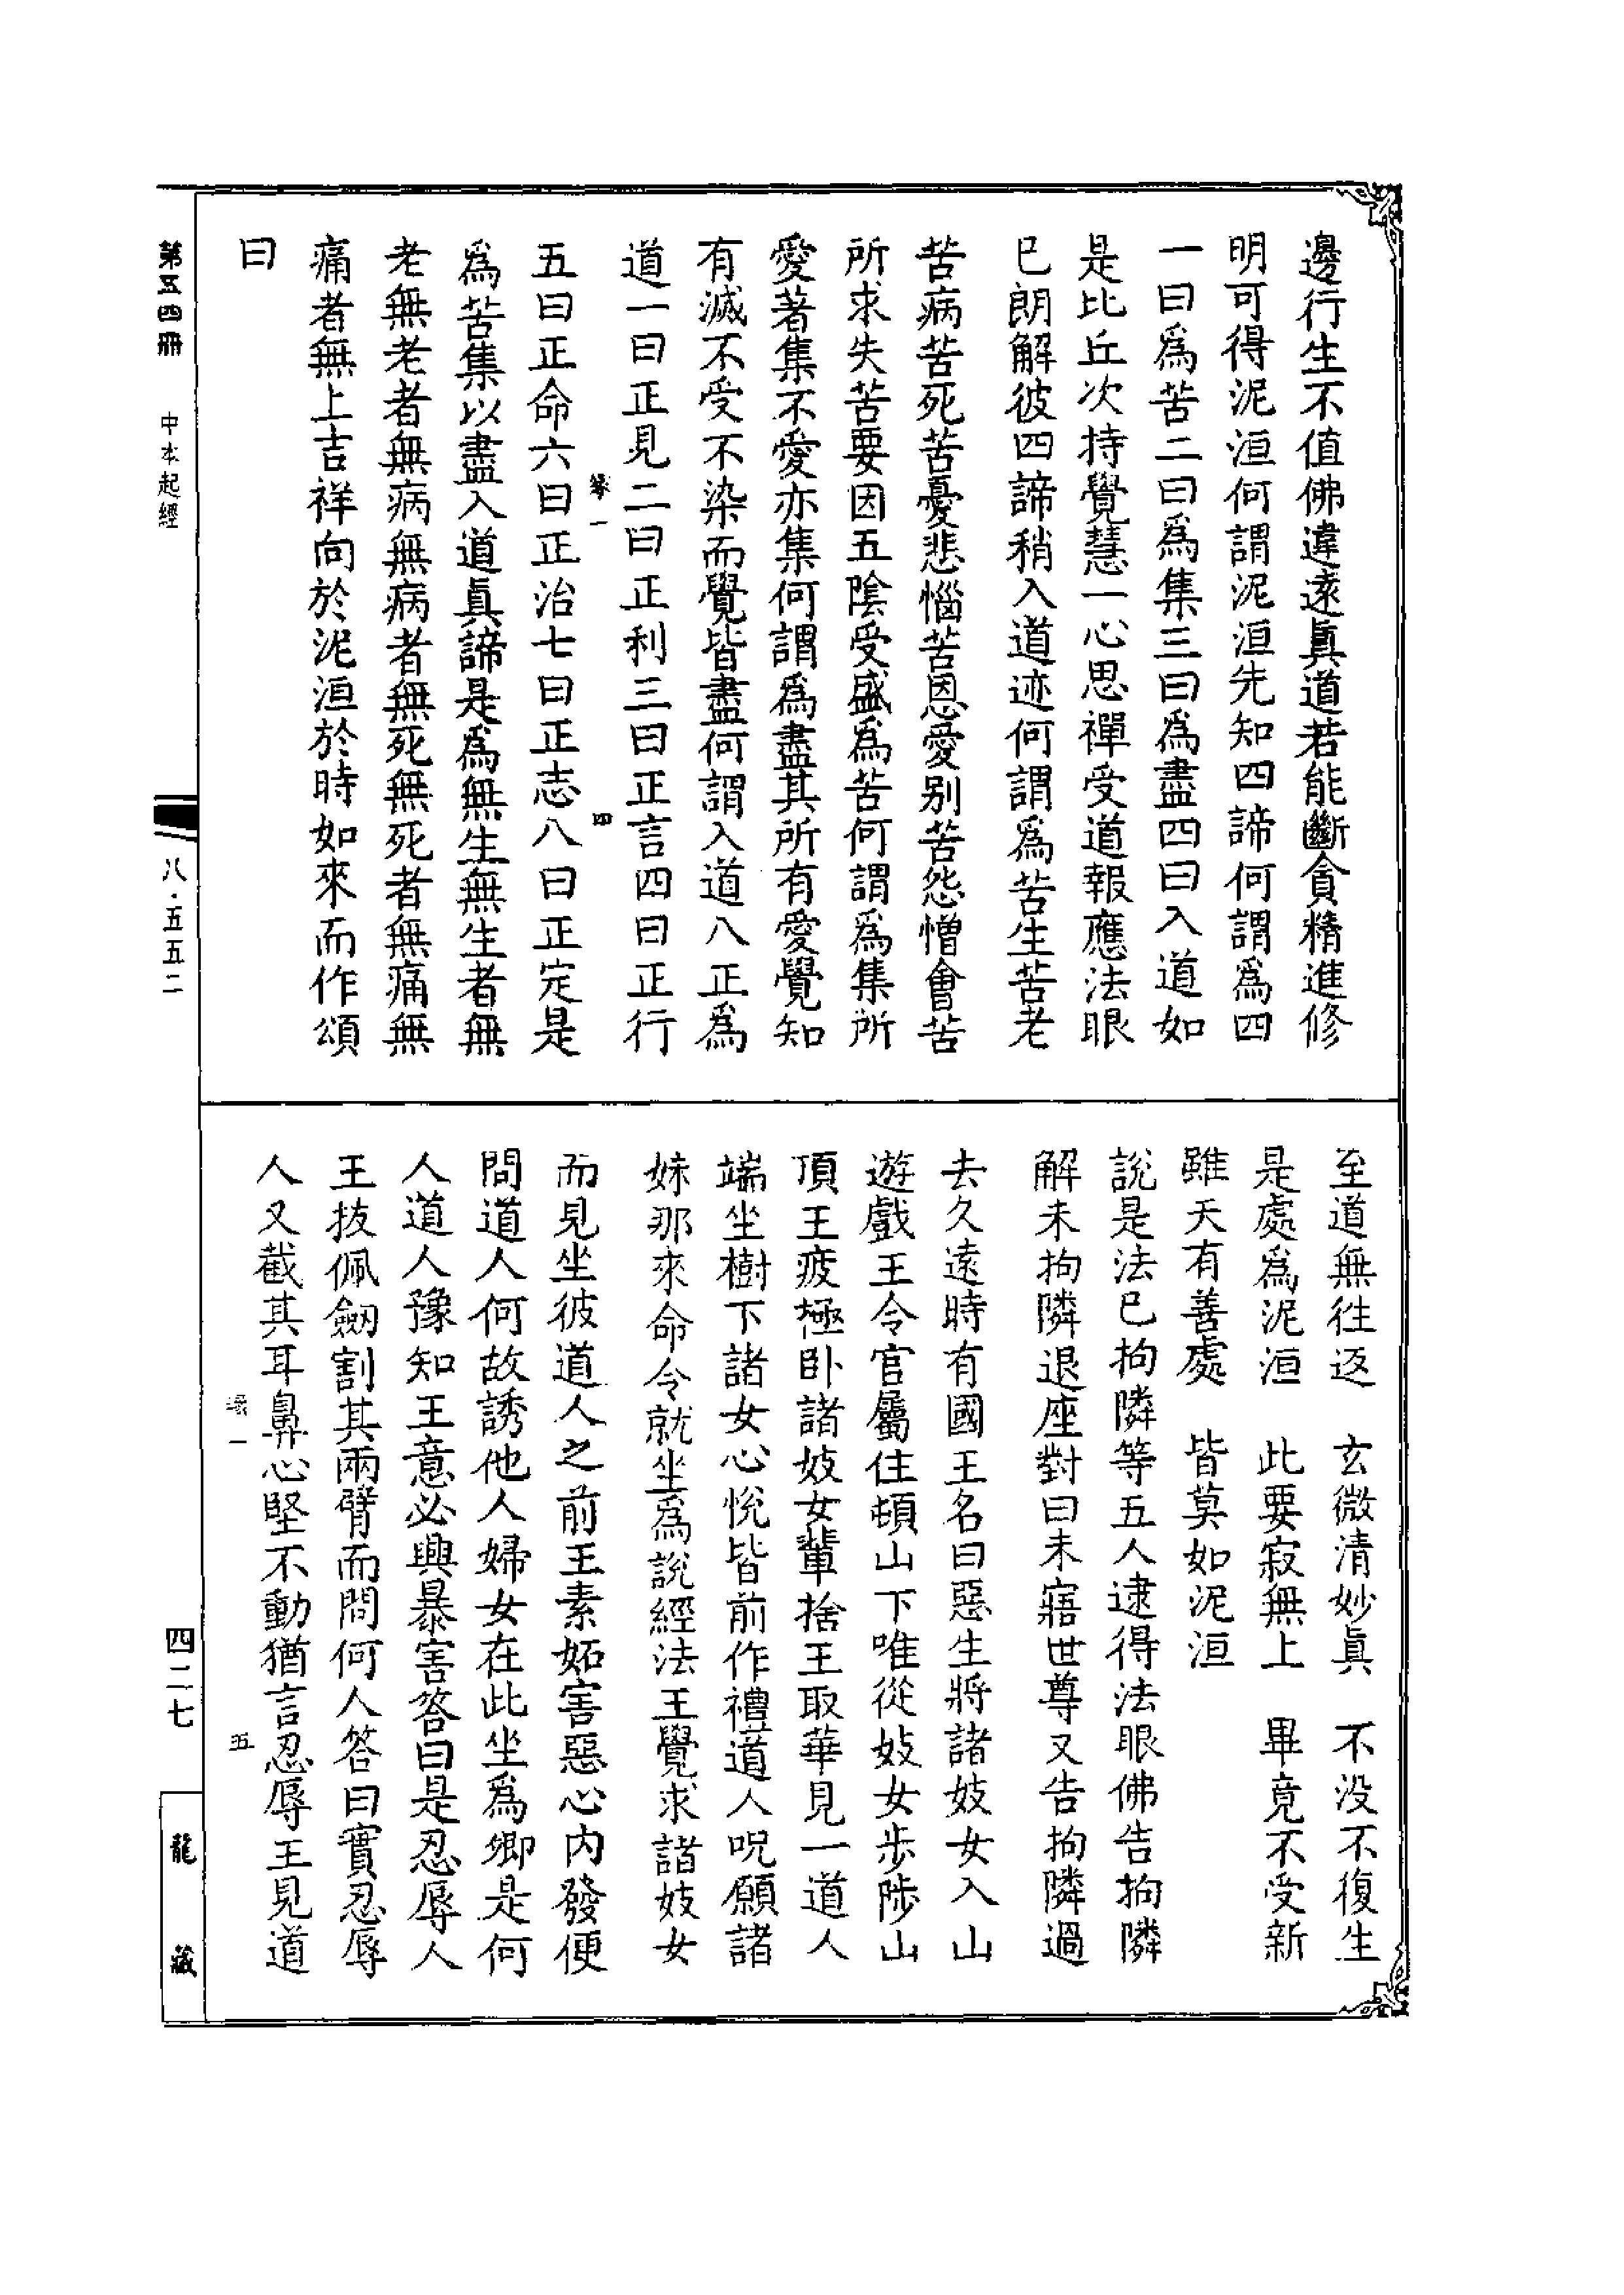 邊行生不值佛違遠眞道若能斷貪精進修
明可得泥洹何謂泥洹先知四諦何謂爲四
一曰爲苦二曰爲集三曰爲盡四曰入道如
是比丘次持覺慧一心思禪受道報應法眼
已朗解彼四諦稍入道迹何謂爲苦生苦老
苦病苦死苦憂悲惱苦恩愛別苦怨憎會苦
所求失苦要因五陰受盛爲苦何謂爲集所
愛著集不愛亦集何謂爲盡其所有愛覺知
有滅不受不染而覺皆盡何謂入道八正爲
道一曰正見二曰正利三曰正言四曰正行
四
五曰正命六曰正治七曰正志八曰正定是
爲苦集以盡入道眞諦是爲無生無生者無
老無老者無病無病者無死無死者無痛無
痛者無上吉祥向於泥洹於時如來而作頌
曰
至道無往返　玄微清妙眞　不没不復生
是處爲泥洹　此要寂無上　畢竟不受新
雖天有善處　皆莫如泥洹
說是法已拘隣等五人逮得法眼佛告拘隣
解未拘隣退座對曰未寤世尊又告拘隣過
去久遠時有國王名曰惡生將諸妓女入山
遊戲王令官屬住頓山下唯從妓女步陟山
頂王疲極卧諸妓女輩捨王取華見一道人
端坐樹下諸女心悅皆前作禮道人呪願諸
妹那來命令就坐爲說經法王覺求諸妓女
而見坐彼道人之前王素妬害惡心内發便
問道人何故誘他人婦女在此坐爲卿是何
人道人豫知王意必興暴害答曰是忍辱人
王拔佩劒割其兩臂而問何人答曰實忍辱
人又截其耳鼻心堅不動猶言忍辱王見道
五
第五四冊　中本起經
八·五五二
四二七
龍藏